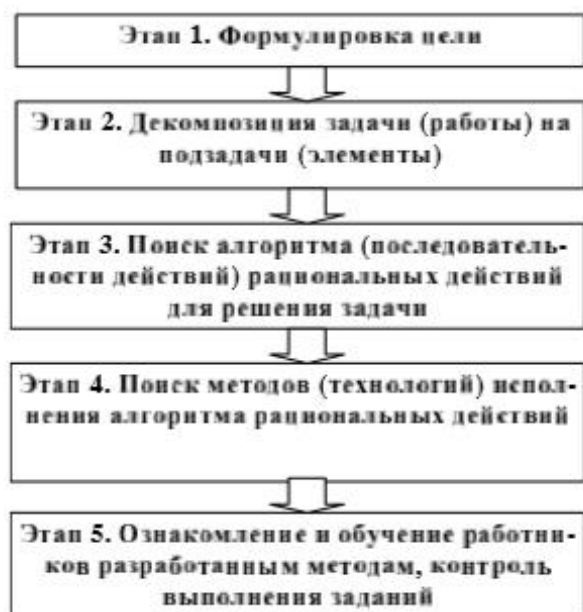 Этап 1. Формулировка цели
Этап 2. Декомпозиция задачи (работы) на
подзадачи (элементы)
Этап 3. Поиск алгоритма (последователь-
ности действий) рациональных действий
для решения задачи
Этап 4. Поиск методов (технологий) испол-
нения алгоритма рациональных действий
Этап 5. Ознакомление и обучение работни-
ков разработанным методам, контроль
выполнения заданий